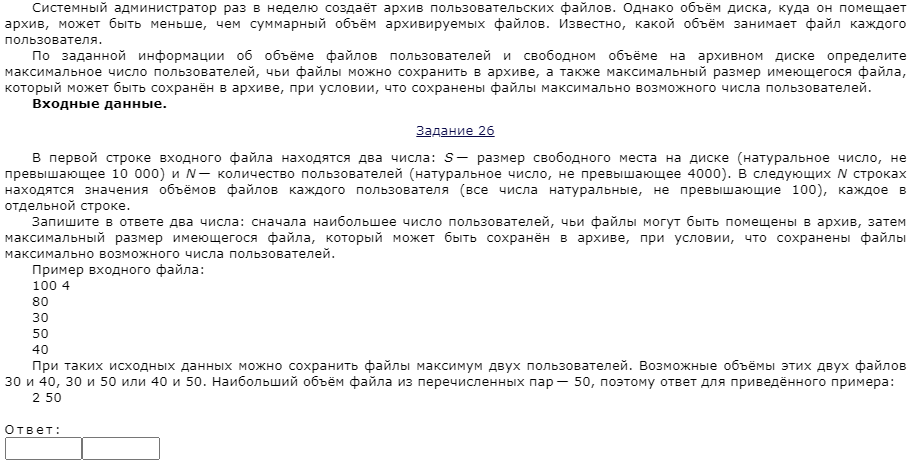 Системный администратор раз в неделю создаёт архив пользовательских файлов. Однако объём диска, куда он помещает
архив, может быть меньше, чем суммарный объём архивируемых файлов. Известно, какой объём занимает файл каждого
пользователя.
По заданной информации об объёме файлов пользователей и свободном объёме на архивном диске определите
максимальное число пользователей, чьи файлы можно сохранить в архиве, а также максимальный размер имеющегося файла,
который может быть сохранён в архиве, при условии, что сохранены файлы максимально возможного числа пользователей.
Входные данные.
Задание 26
В первой строке входного файла находятся два числа: S — размер свободного места на диске (натуральное число, не
превышающее 10 000) и N — количество пользователей (натуральное число, не превышающее 4000). В следующих N строках
находятся значения объёмов файлов каждого пользователя (все числа натуральные, не превышающие 100), каждое в
отдельной строке.
Запишите в ответе два числа: сначала наибольшее число пользователей, чьи файлы могут быть помещены в архив, затем
максимальный размер имеющегося файла, который может быть сохранён в архиве, при условии, что сохранены файлы
максимально возможного числа пользователей.
Пример входного файла:
100 4
80
30
50
40
При таких исходных данных можно сохранить файлы максимум двух пользователей. Возможные объёмы этих двух файлов
30 и 40, 30 и 50 или 40 и 50. Наибольший объём файла из перечисленных пар — 50, поэтому ответ для приведённого примера:
2 50
Ответ: